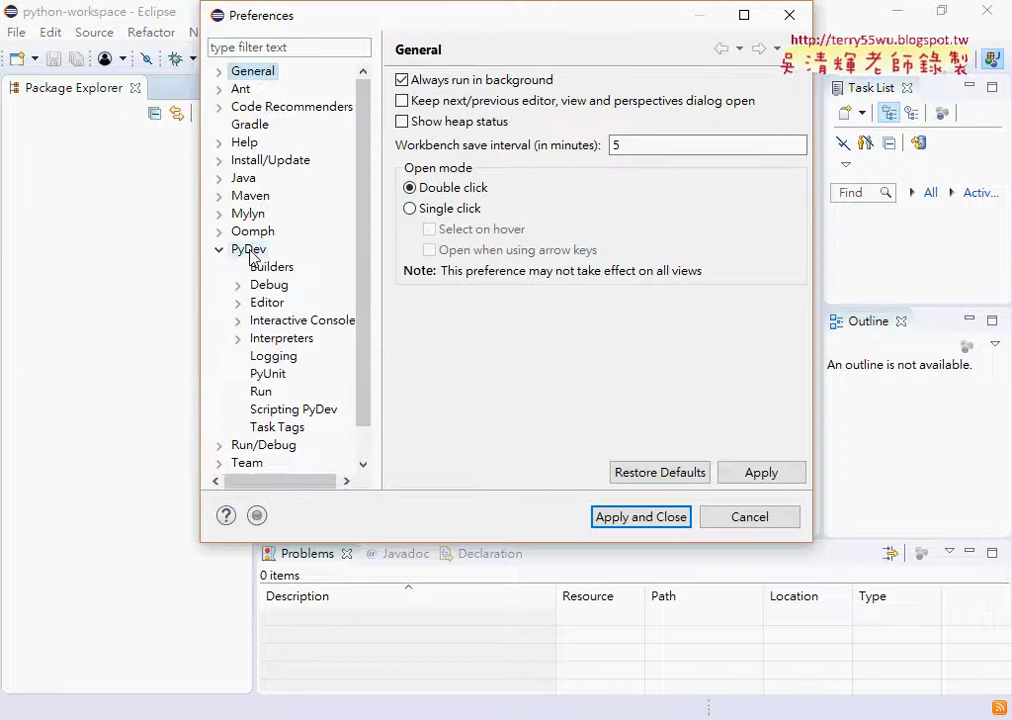 python-workspace - Eclipse
File Edit Source Refactor N
Package Explorer
Preferences
type filter text
General
Ant
Code Recommenders
Gradle
Help
Install/Update
Java
Maven
Mylyn
Oomph
PyDev
Builders
Debug
Editor
Interactive Console
Interpreters
Logging
PyUnit
Run
Scripting PyDev
Task Tags
Run/Debug
Team
General
Always run in background
Keep next/previous editor, view and perspectives dialog open
Show heap status
Workbench save interval (in minutes): 5
Open mode
Double click
Single click
Select on hover
Open when using arrow keys
Note: This preference may not take effect on all views
Restore Defaults Apply
Apply and Close Cancel
http://terry55wu.blogspot.tw
吳清輝老師錄製
Task List
Find All Activ...
Outline
An outline is not available.
Problems @ Javadoc Declaration
0 items
Description Resource Path Location Type